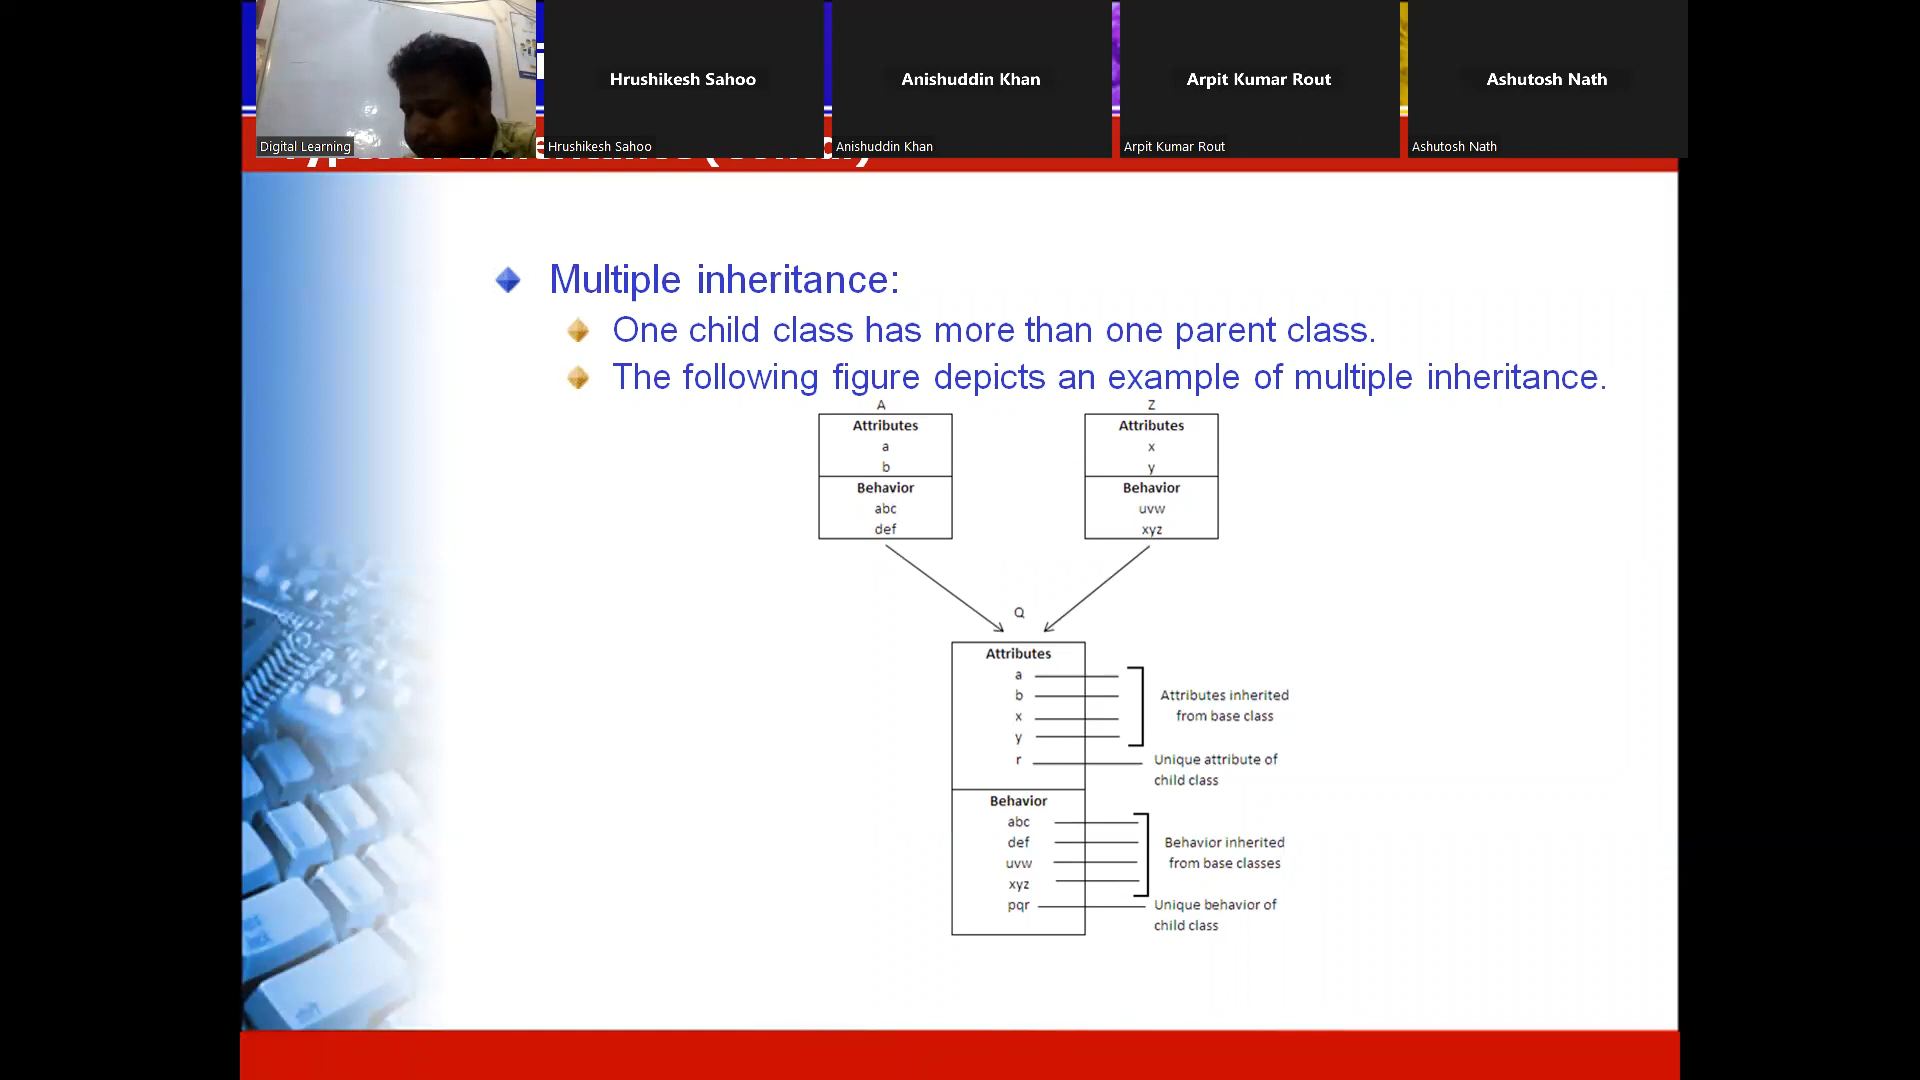 Hrushikesh Sahoo
Anishuddin Khan
Arpit Kumar Rout
Ashutosh Nath
Digital Learning
Hrushikesh Sahoo
Anishuddin Khan
Arpit Kumar Rout
Ashutosh Nath
Multiple inheritance:
One child class has more than one parent class.
The following figure depicts an example of multiple inheritance.
A
Attributes
a
b
Behavior
abc
def
Z
Attributes
x
y
Behavior
uvw
xyz
Q
Attributes
a
b
x
y
r
Attributes inherited
from base class
Unique attribute of
child class
Behavior
abc
def
uvw
xyz
pqr
Behavior inherited
from base classes
Unique behavior of
child class